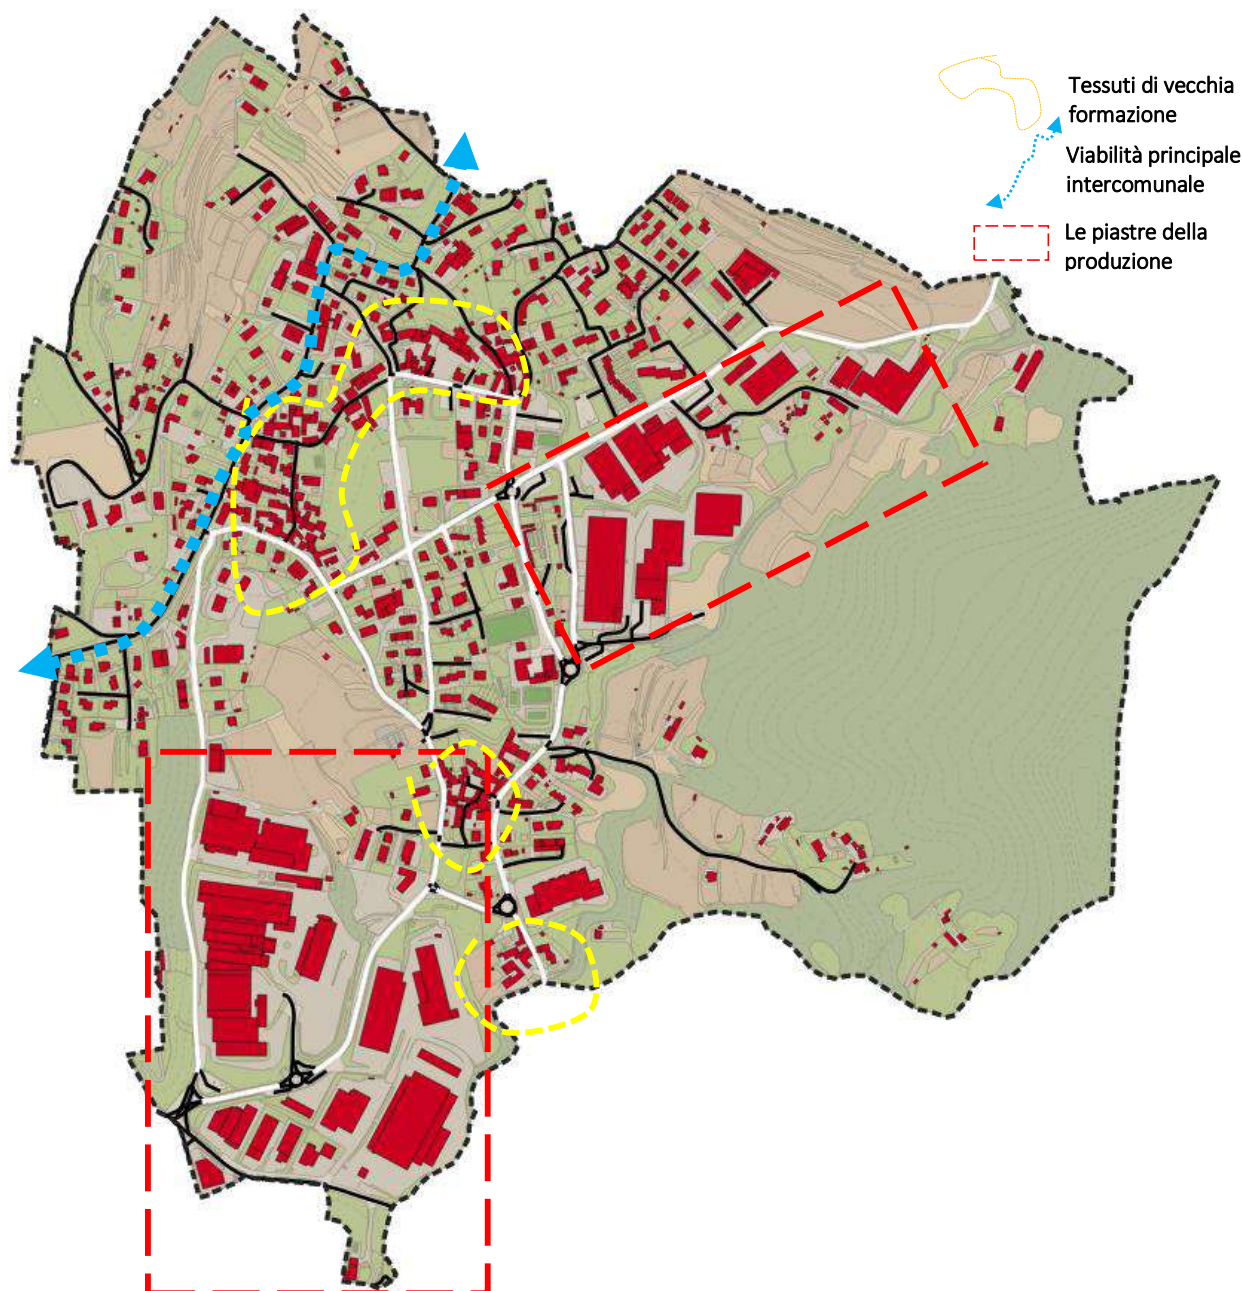 Tessuti di vecchia
formazione
Viabilità principale
intercomunale
Le piastre della
produzione